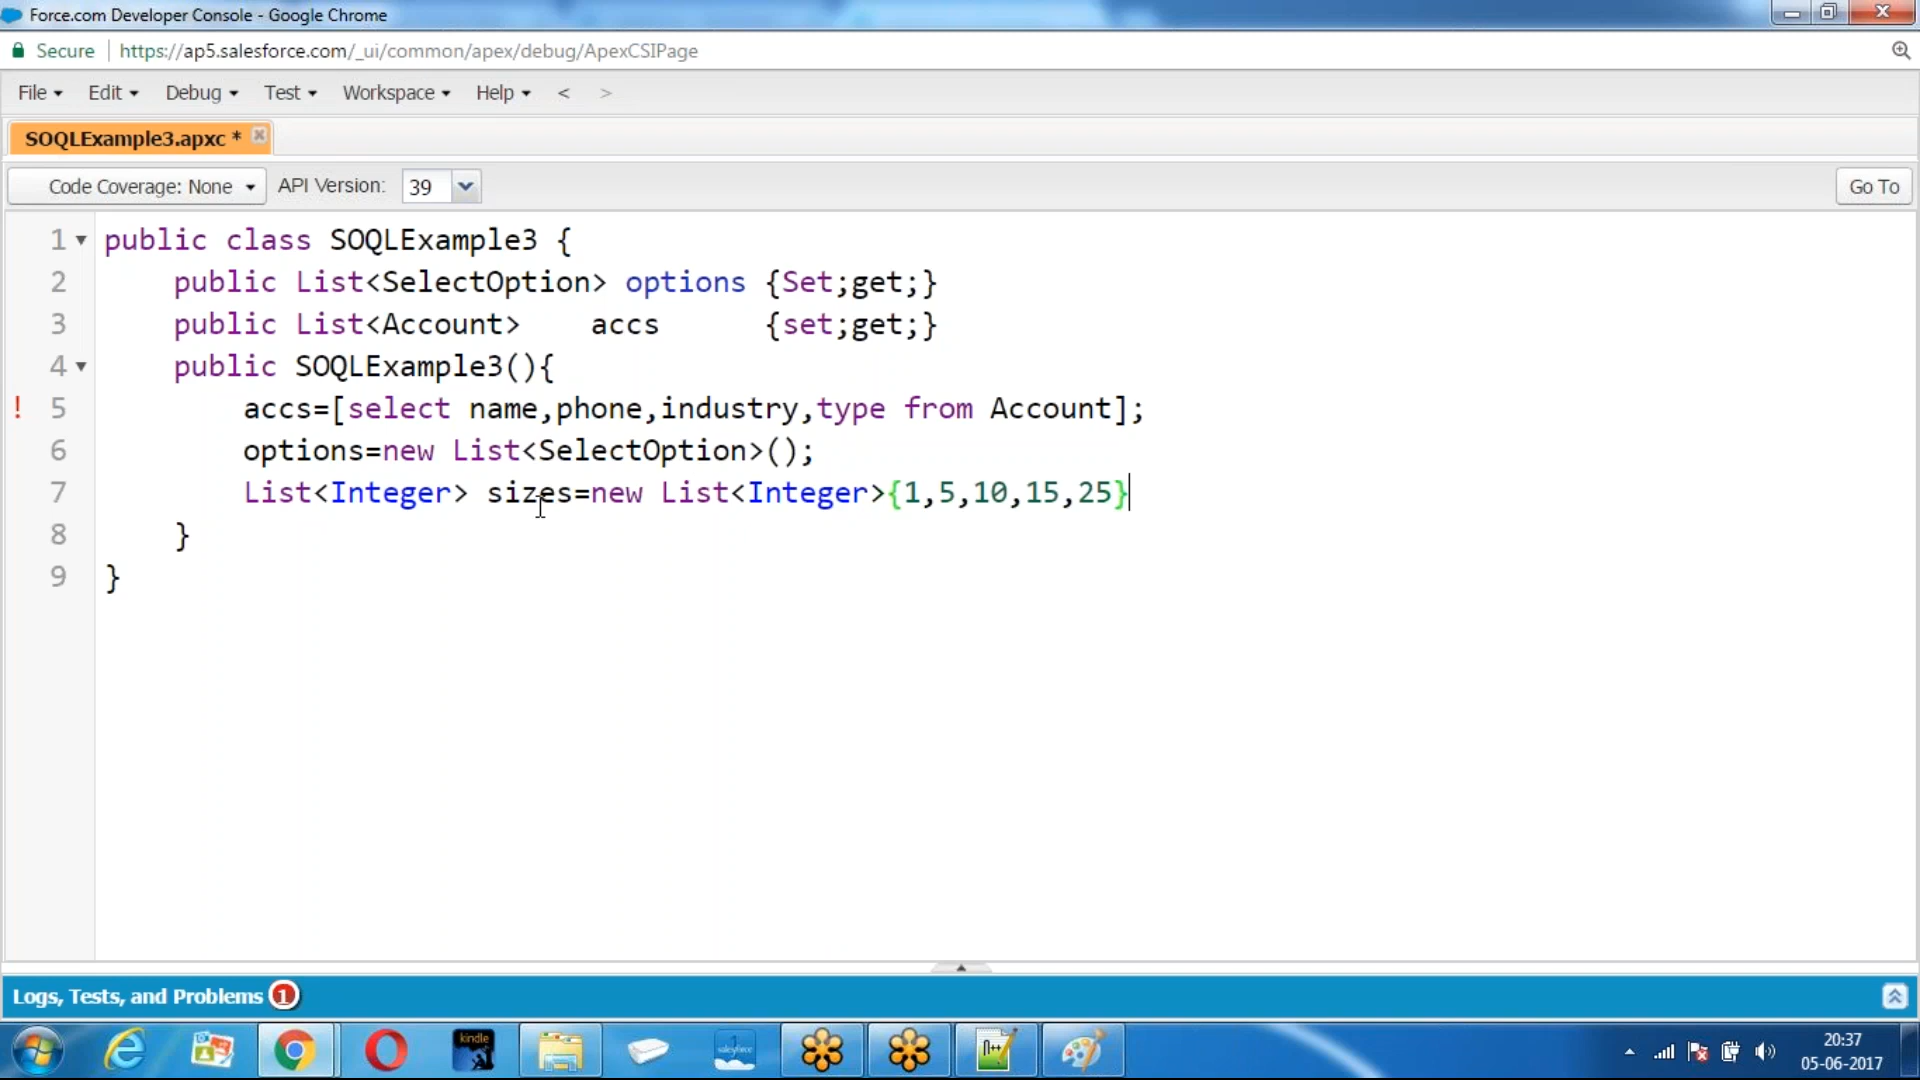 Force.com Developer Console - Google Chrome
Secure https://ap5.salesforce.com/_ui/common/apex/debug/ApexCSIPage
File Edit Debug Test Workspace Help < >
SOQLExample3.apxc *
Code Coverage: None API Version: 39 Go To
1 public class SOQLExample3 {
2 public List<SelectOption> options {Set;get;}
3 public List<Account> accs {set;get;}
4 public SOQLExample3(){
! 5 accs=[select name,phone,industry,type from Account];
6 options=new List<SelectOption>();
7 List<Integer> sizes=new List<Integer>{1,5,10,15,25}
8 }
9 }
Logs, Tests, and Problems 1
kindle
salesforce
n++
20:37
05-06-2017